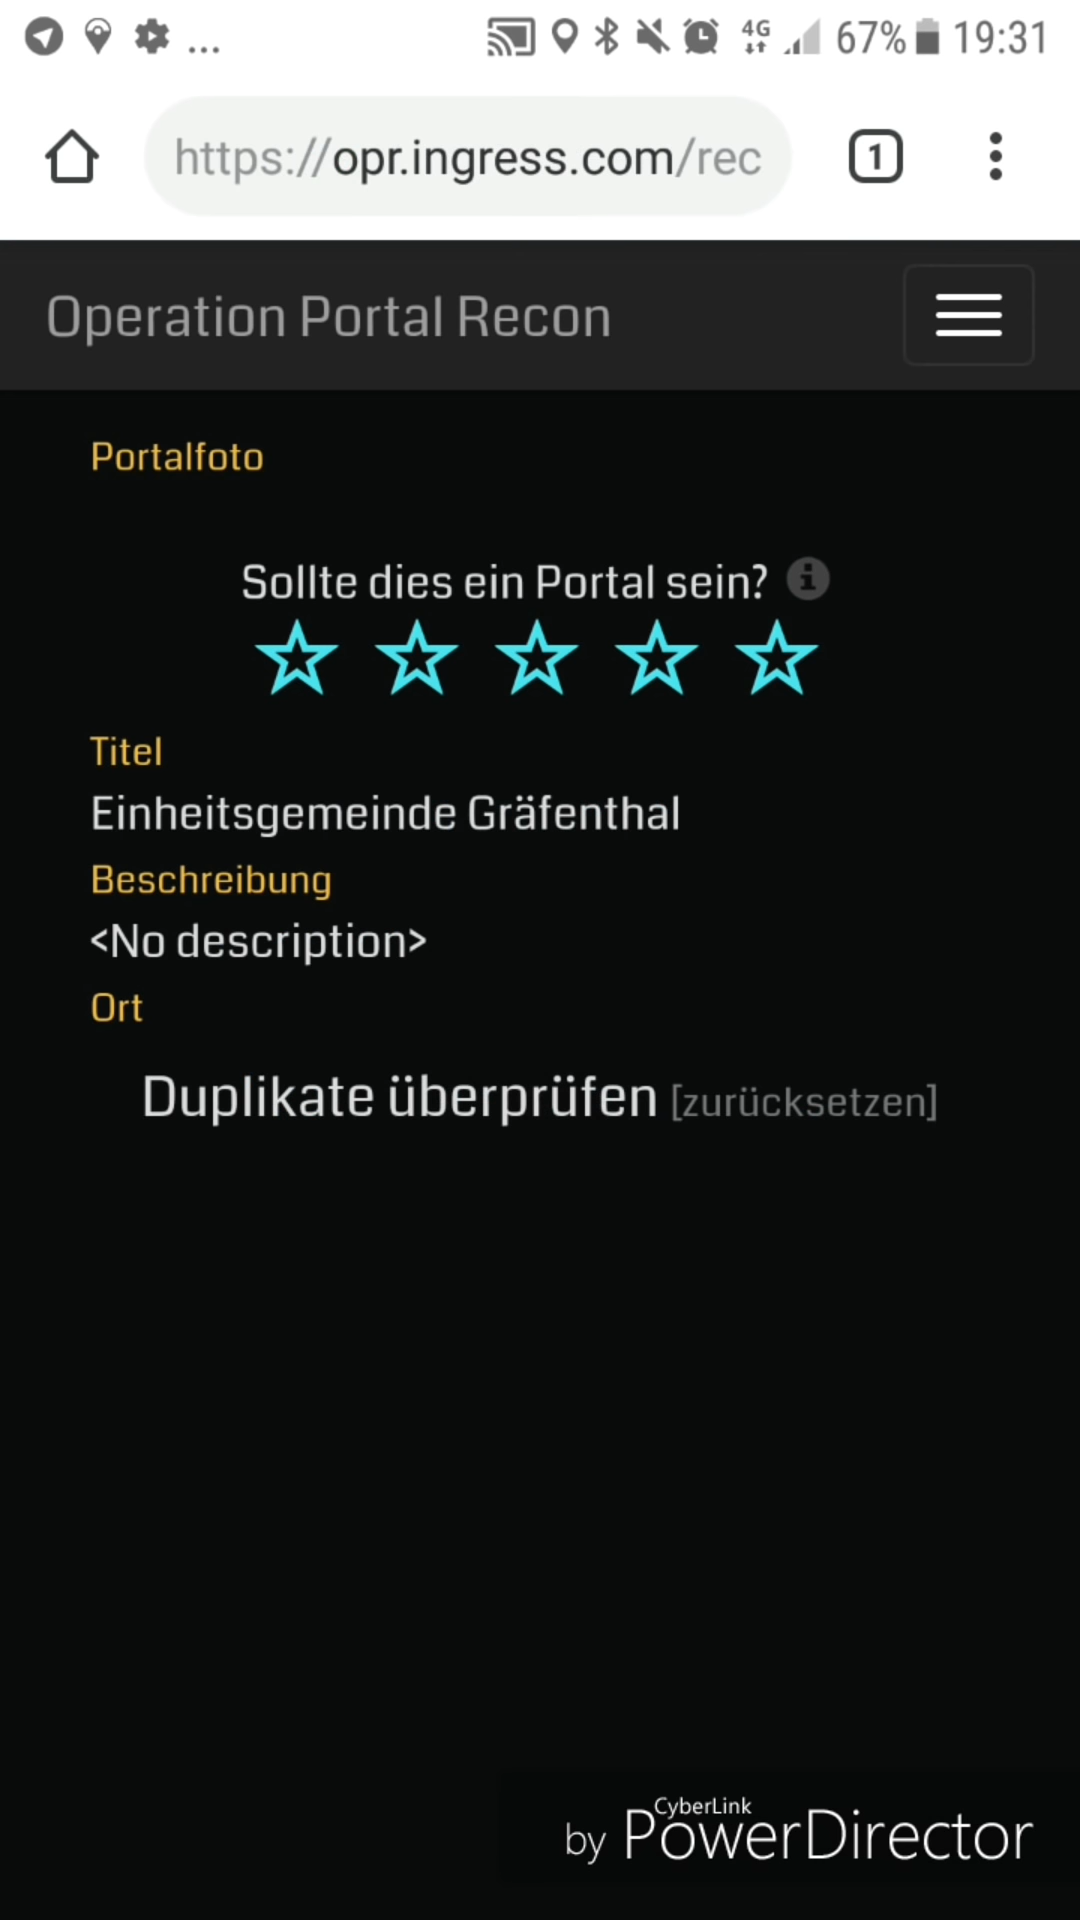 ... 4G 67% 19:31
https://opr.ingress.com/rec 1
Operation Portal Recon
Portalfoto
Sollte dies ein Portal sein?
Titel
Einheitsgemeinde Gräfenthal
Beschreibung
<No description>
Ort
Duplikate überprüfen [zurücksetzen]
by CyberLink PowerDirector